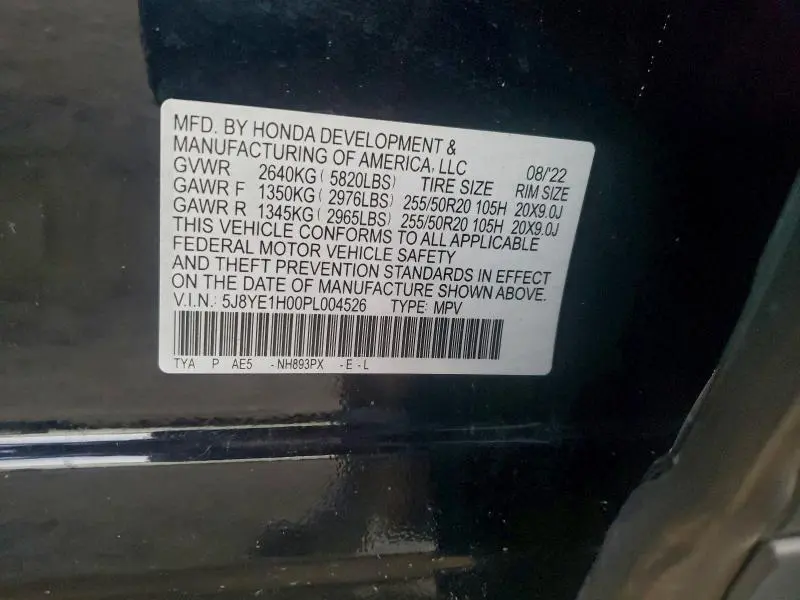 MFD. BY HONDA DEVELOPMENT &
MANUFACTURING OF AMERICA, LLC 08/'22
GVWR 2640KG ( 5820LBS) TIRE SIZE RIM SIZE
GAWR F 1350KG ( 2976LBS) 255/50R20 105H 20X9.0J
GAWR R 1345KG ( 2965LBS) 255/50R20 105H 20X9.0J
THIS VEHICLE CONFORMS TO ALL APPLICABLE
FEDERAL MOTOR VEHICLE SAFETY
AND THEFT PREVENTION STANDARDS IN EFFECT
ON THE DATE OF MANUFACTURE SHOWN ABOVE.
V.I.N.: 5J8YE1H00PL004526 TYPE: MPV
TYA P AE5 -NH893PX -E-L